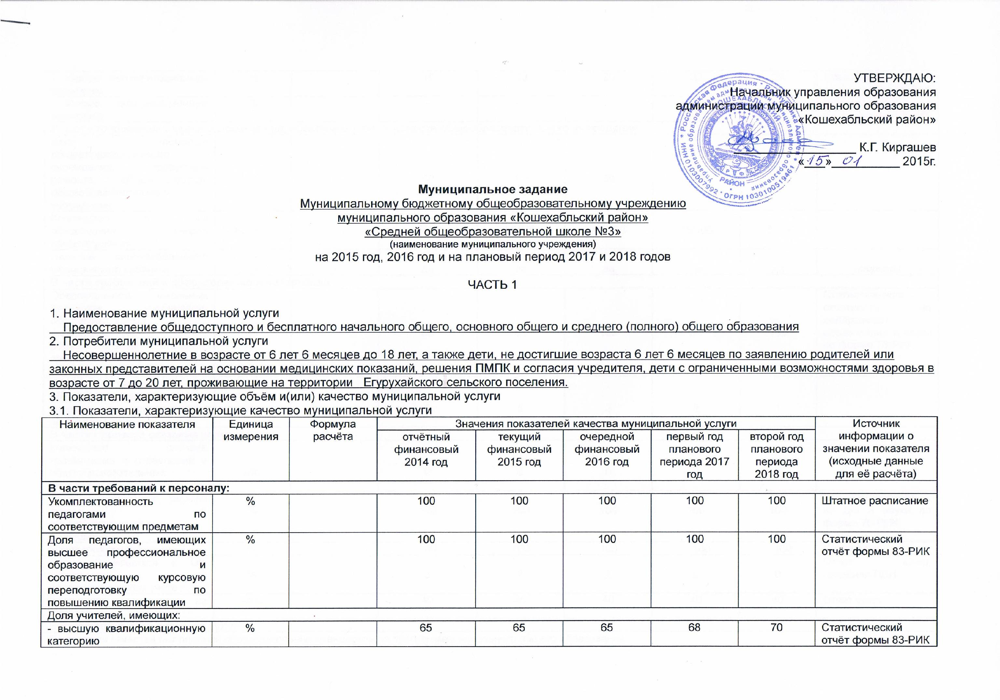 УТВЕРЖДАЮ:
Начальник управления образования
администрации муниципального образования
«Кошехабльский район»
К.Г. Киргашев
«15» 01 2015г.
* Российская Федерация * Республика Адыгея * ИНН 0103007992 * ОГРН 1030100519461
Управление образованием администрации муниципального образования
КОШЕХАБЛЬСКИЙ
РАЙОН
Муниципальное задание
Муниципальному бюджетному общеобразовательному учреждению
муниципального образования «Кошехабльский район»
«Средней общеобразовательной школе №3»
(наименование муниципального учреждения)
на 2015 год, 2016 год и на плановый период 2017 и 2018 годов
ЧАСТЬ 1
1. Наименование муниципальной услуги
Предоставление общедоступного и бесплатного начального общего, основного общего и среднего (полного) общего образования
2. Потребители муниципальной услуги
Несовершеннолетние в возрасте от 6 лет 6 месяцев до 18 лет, а также дети, не достигшие возраста 6 лет 6 месяцев по заявлению родителей или
законных представителей на основании медицинских показаний, решения ПМПК и согласия учредителя, дети с ограниченными возможностями здоровья в
возрасте от 7 до 20 лет, проживающие на территории Егурухайского сельского поселения.
3. Показатели, характеризующие объём и(или) качество муниципальной услуги
3.1. Показатели, характеризующие качество муниципальной услуги
Наименование показателя
Единица
измерения
Формула
расчёта
Значения показателей качества муниципальной услуги
отчётный
финансовый
2014 год
текущий
финансовый
2015 год
очередной
финансовый
2016 год
первый год
планового
периода 2017
год
второй год
планового
периода
2018 год
Источник
информации о
значении показателя
(исходные данные
для её расчёта)
В части требований к персоналу:
Укомплектованность
педагогами по
соответствующим предметам
% 100 100 100 100 100 Штатное расписание
Доля педагогов, имеющих
высшее профессиональное
образование и
соответствующую курсовую
переподготовку по
повышению квалификации
% 100 100 100 100 100 Статистический
отчёт формы 83-РИК
Доля учителей, имеющих:
- высшую квалификационную
категорию
% 65 65 65 68 70 Статистический
отчёт формы 83-РИК